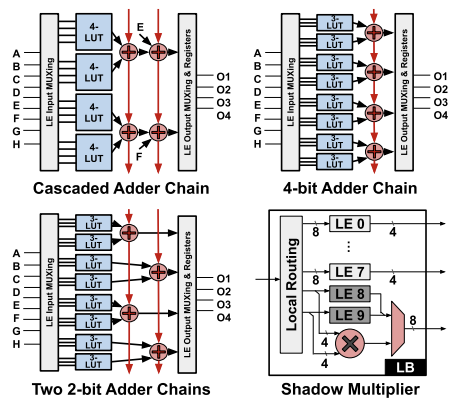 LE Input MUXing
4-LUT
4-LUT
4-LUT
4-LUT
E
F
A
B
C
D
E
F
G
H
LE Output MUXing & Registers
O1
O2
O3
O4
Cascaded Adder Chain
LE Input MUXing
3-LUT
3-LUT
3-LUT
3-LUT
3-LUT
3-LUT
3-LUT
3-LUT
A
B
C
D
E
F
G
H
LE Output MUXing & Registers
O1
O2
O3
O4
4-bit Adder Chain
LE Input MUXing
3-LUT
3-LUT
3-LUT
3-LUT
3-LUT
3-LUT
3-LUT
3-LUT
A
B
C
D
E
F
G
H
LE Output MUXing & Registers
O1
O2
O3
O4
Two 2-bit Adder Chains
Local Routing
8
LE 0
4
8
LE 7
4
LE 8
LE 9
4
4
8
LB
Shadow Multiplier